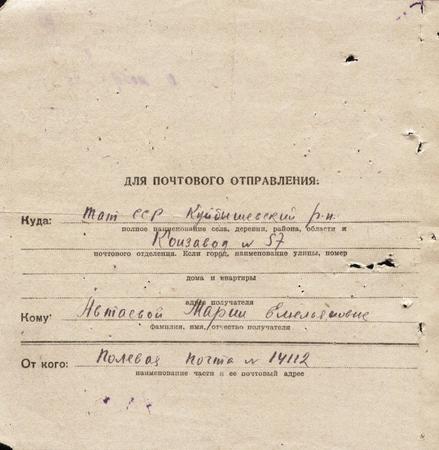 ДЛЯ ПОЧТОВОГО ОТПРАВЛЕНИЯ:
Куда: Тат ССР Куйбышевский р-н.
полное наименование села, деревни, района, области и
Конзавод № 57
почтового отделения. Если город, наименование улицы, номер
дома и квартиры
адрес получателя
Кому Автаевой Марии Емельяновне
фамилия, имя, отчество получателя
От кого: Полевая почта № 14112
наименование части и ее почтовый адрес